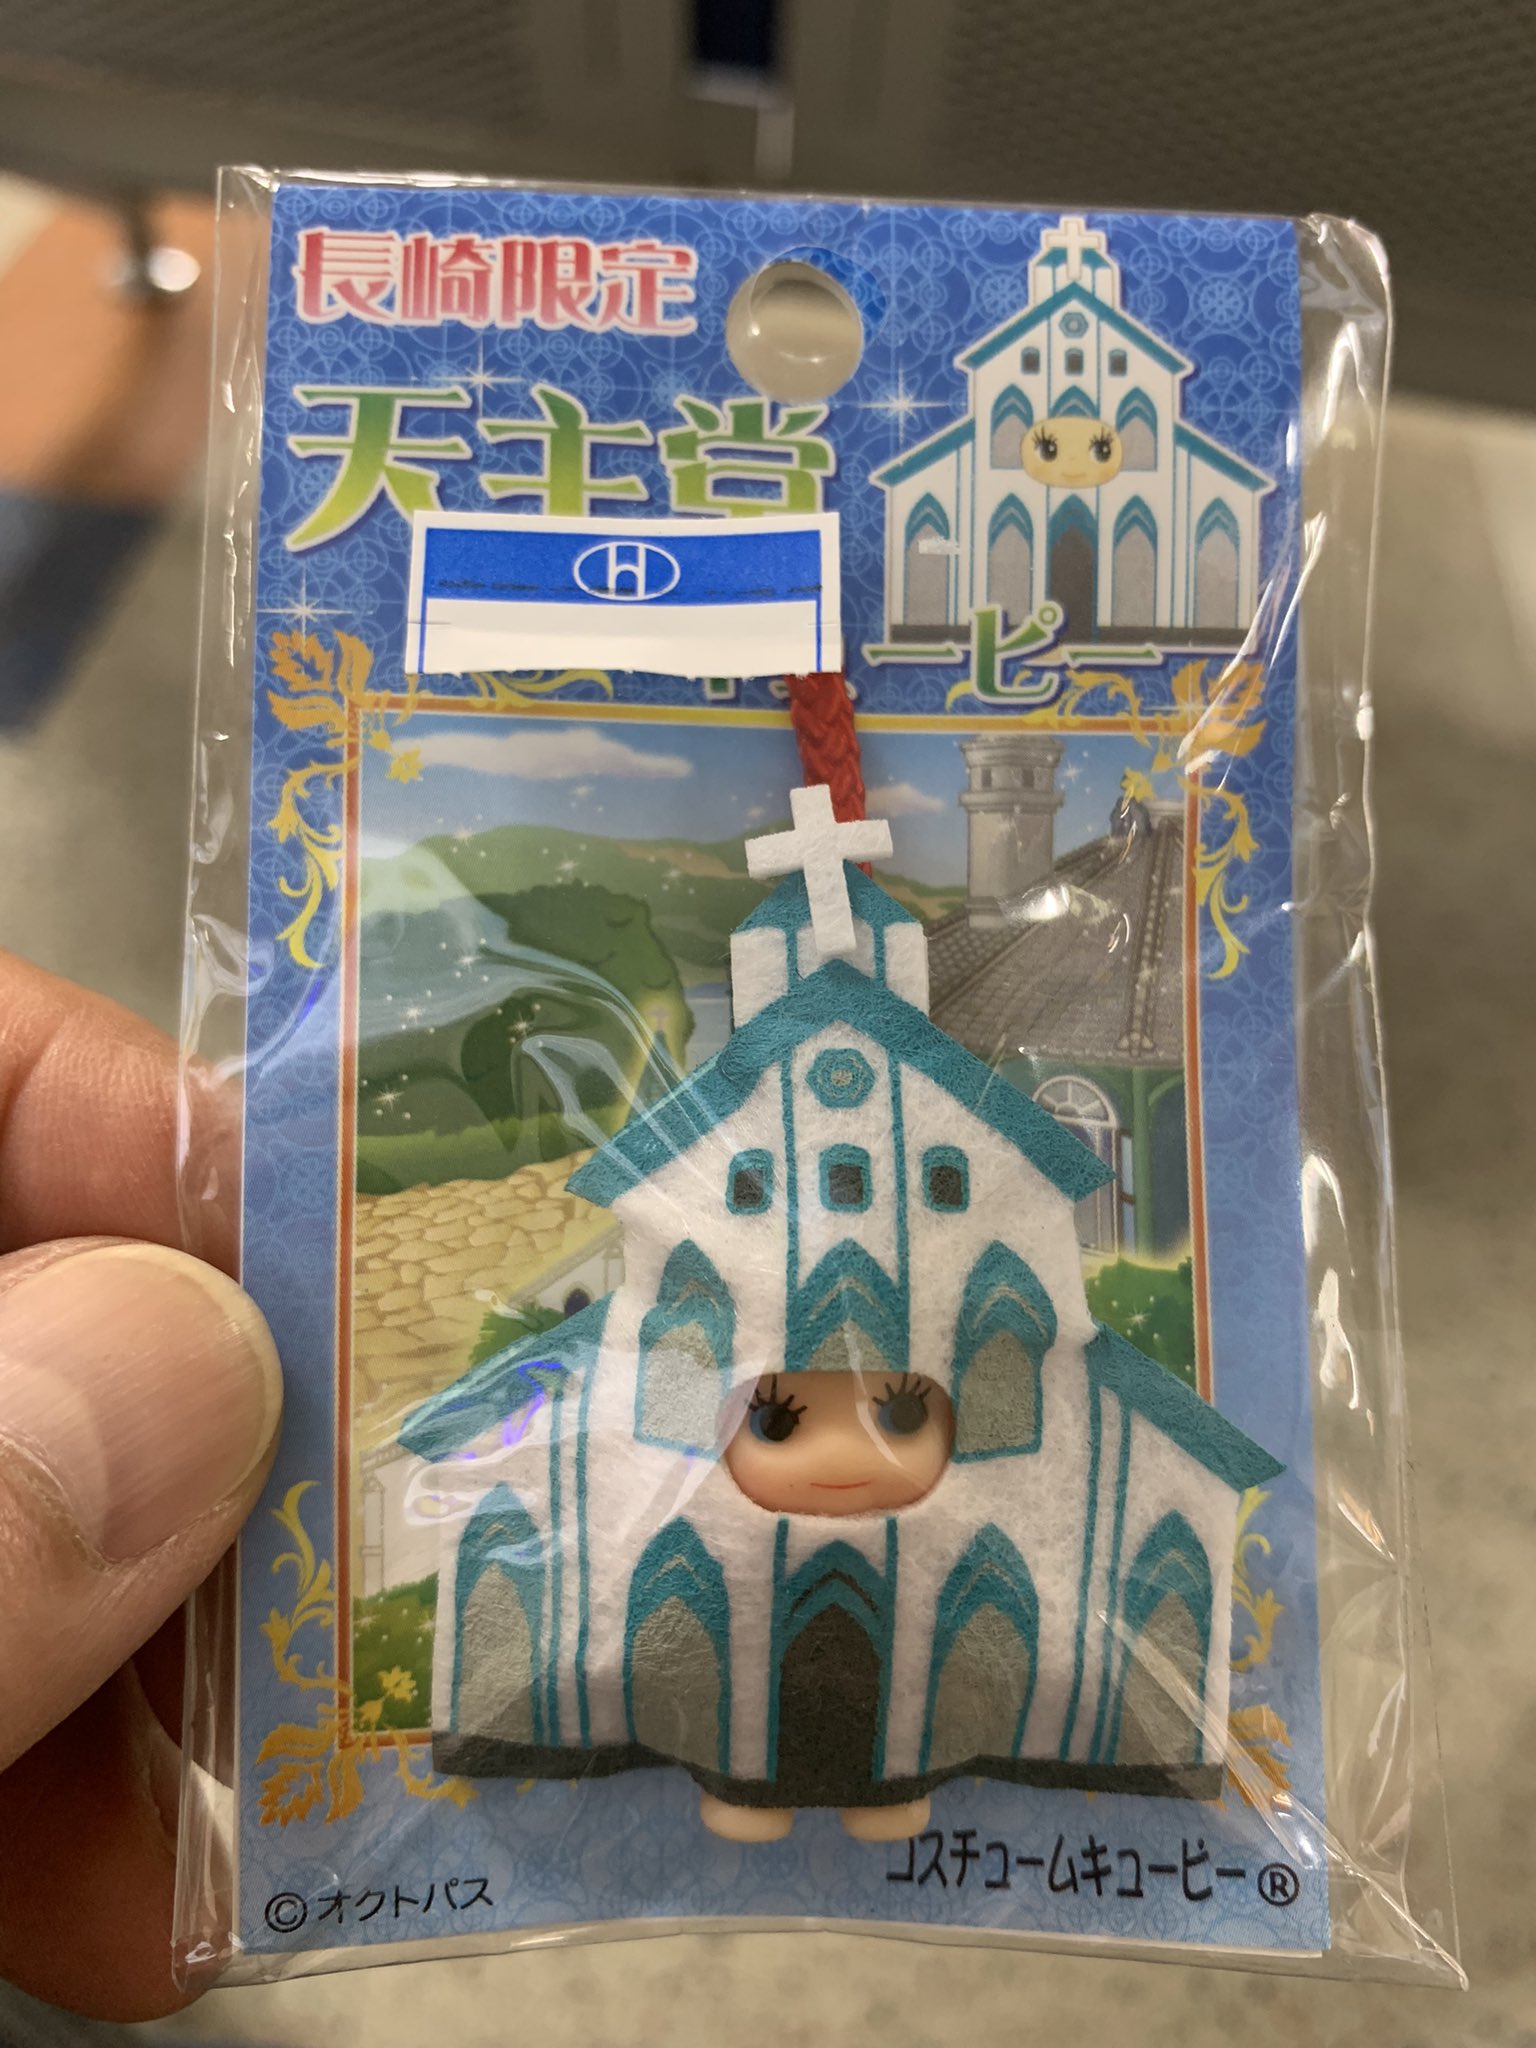 長崎限定
天主堂
ーピー
©オクトパス
コスチュームキューピー®